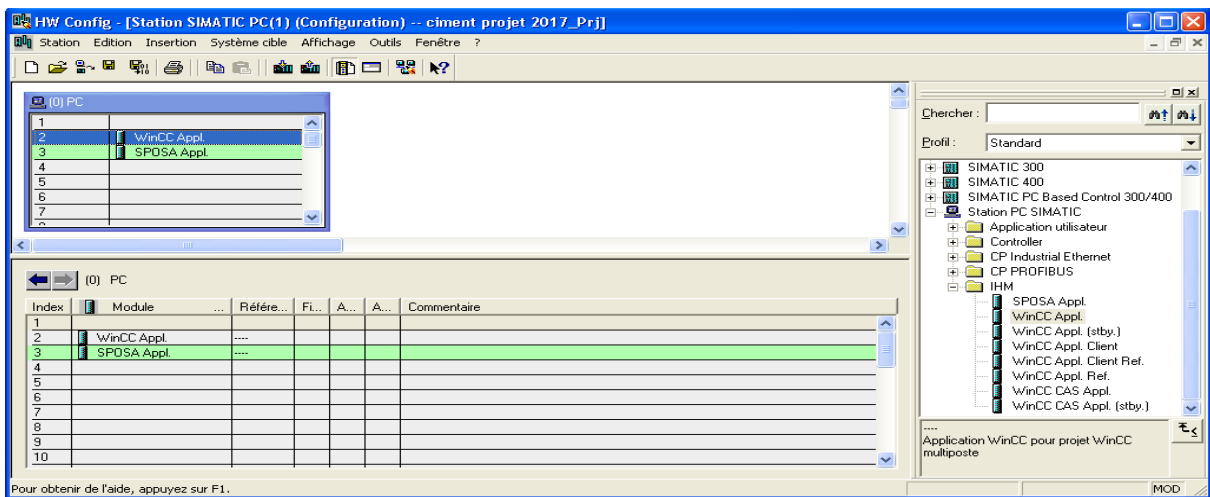 HW Config - [Station SIMATIC PC(1) (Configuration) -- ciment projet 2017_Prj]
Station Edition Insertion Système cible Affichage Outils Fenêtre ?
(0) PC
1
2 WinCC Appl.
3 SPOSA Appl.
4
5
6
7
(0) PC
Index Module ... Référe... Fi... A... A... Commentaire
1
2 WinCC Appl. ----
3 SPOSA Appl. ----
4
5
6
7
8
9
10
Chercher :
Profil : Standard
SIMATIC 300
SIMATIC 400
SIMATIC PC Based Control 300/400
Station PC SIMATIC
Application utilisateur
Controller
CP Industrial Ethernet
CP PROFIBUS
IHM
SPOSA Appl.
WinCC Appl.
WinCC Appl. (stby.)
WinCC Appl. Client
WinCC Appl. Client Ref.
WinCC Appl. Ref.
WinCC CAS Appl.
WinCC CAS Appl. (stby.)
----
Application WinCC pour projet WinCC
multiposte
Pour obtenir de l'aide, appuyez sur F1.
MOD